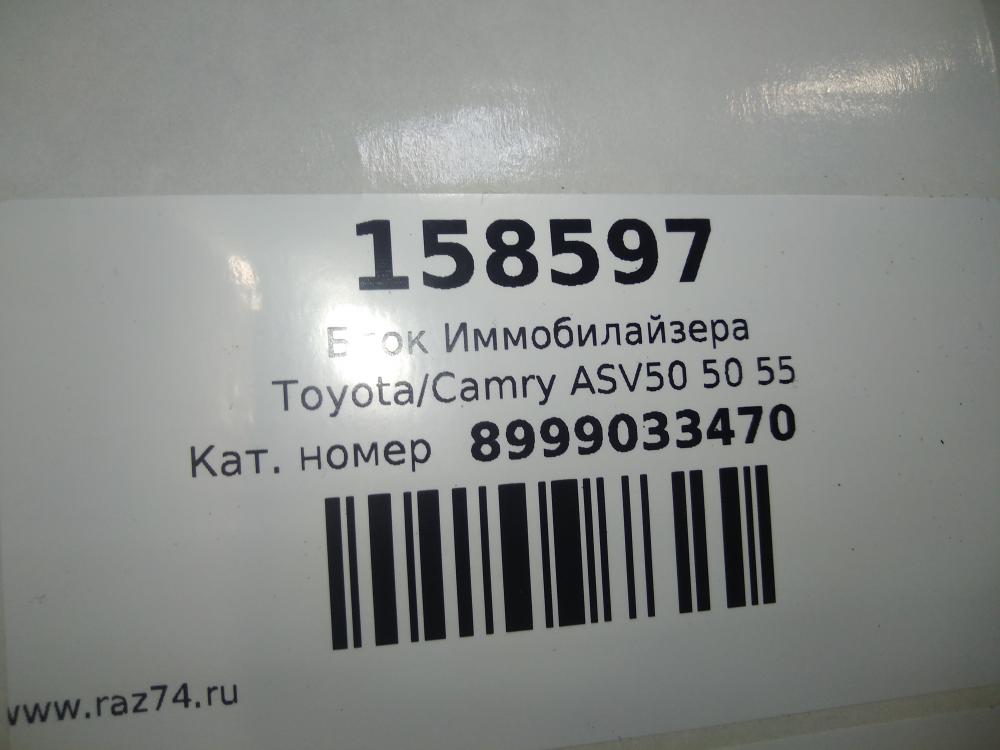 158597
Блок Иммобилайзера
Toyota/Camry ASV50 50 55
Кат. номер 8999033470
www.raz74.ru